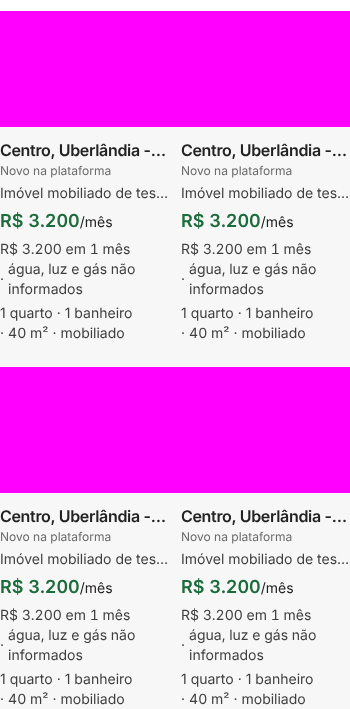 Centro, Uberlândia -...
Novo na plataforma
Imóvel mobiliado de tes...
R$ 3.200/mês
R$ 3.200 em 1 mês
· água, luz e gás não
informados
1 quarto · 1 banheiro
· 40 m² · mobiliado
Centro, Uberlândia -...
Novo na plataforma
Imóvel mobiliado de tes...
R$ 3.200/mês
R$ 3.200 em 1 mês
· água, luz e gás não
informados
1 quarto · 1 banheiro
· 40 m² · mobiliado
Centro, Uberlândia -...
Novo na plataforma
Imóvel mobiliado de tes...
R$ 3.200/mês
R$ 3.200 em 1 mês
· água, luz e gás não
informados
1 quarto · 1 banheiro
· 40 m² · mobiliado
Centro, Uberlândia -...
Novo na plataforma
Imóvel mobiliado de tes...
R$ 3.200/mês
R$ 3.200 em 1 mês
· água, luz e gás não
informados
1 quarto · 1 banheiro
· 40 m² · mobiliado